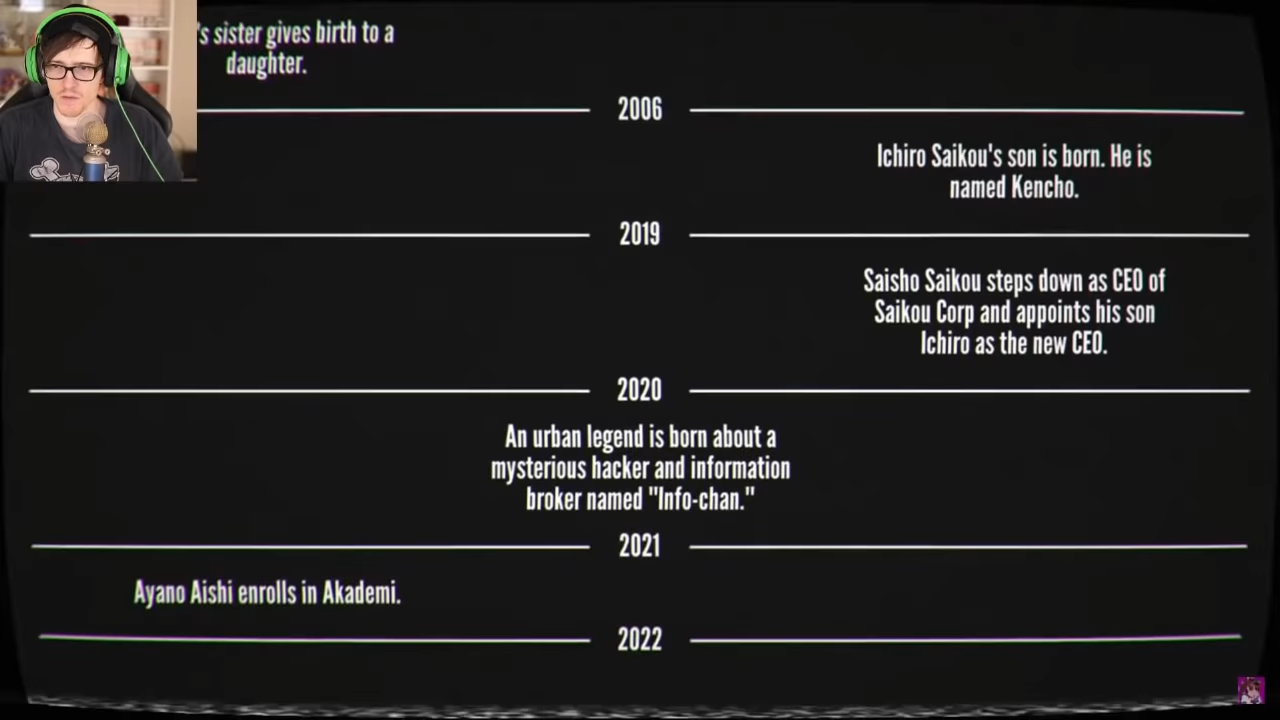 's sister gives birth to a
daughter.
2006
Ichiro Saikou's son is born. He is
named Kencho.
2019
Saisho Saikou steps down as CEO of
Saikou Corp and appoints his son
Ichiro as the new CEO.
2020
An urban legend is born about a
mysterious hacker and information
broker named "Info-chan."
2021
Ayano Aishi enrolls in Akademi.
2022